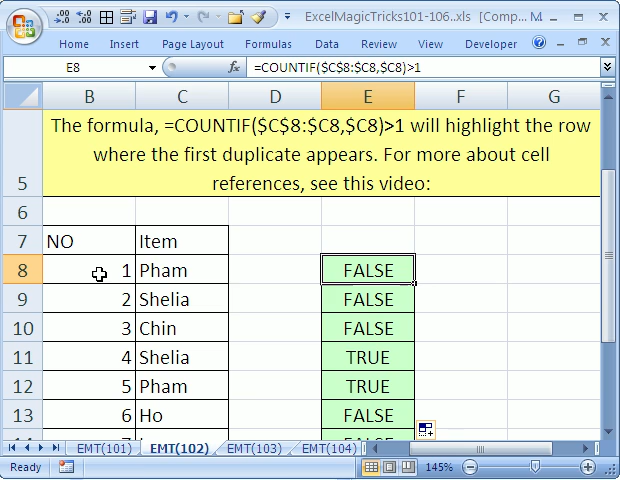 ExcelMagicTricks101-106..xls [Comp... M
Home Insert Page Layout Formulas Data Review View Developer
E8 fx =COUNTIF($C$8:$C8,$C8)>1
B C D E F G
5 The formula, =COUNTIF($C$8:$C8,$C8)>1 will highlight the row
where the first duplicate appears. For more about cell
references, see this video:
6
7 NO Item
8 1 Pham FALSE
9 2 Shelia FALSE
10 3 Chin FALSE
11 4 Shelia TRUE
12 5 Pham TRUE
13 6 Ho FALSE
EMT(101) EMT(102) EMT(103) EMT(104)
Ready 145%